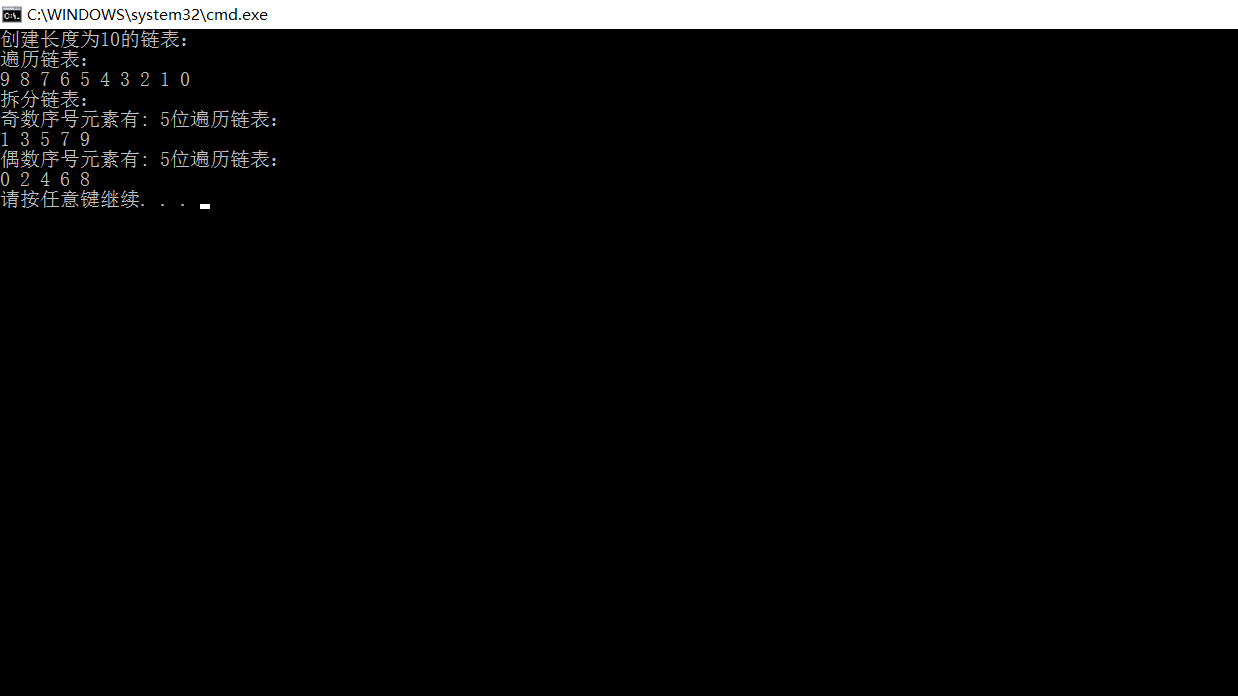 C:\WINDOWS\system32\cmd.exe
创建长度为10的链表：
遍历链表：
9 8 7 6 5 4 3 2 1 0
拆分链表：
奇数序号元素有: 5位遍历链表：
1 3 5 7 9
偶数序号元素有: 5位遍历链表：
0 2 4 6 8
请按任意键继续. . .